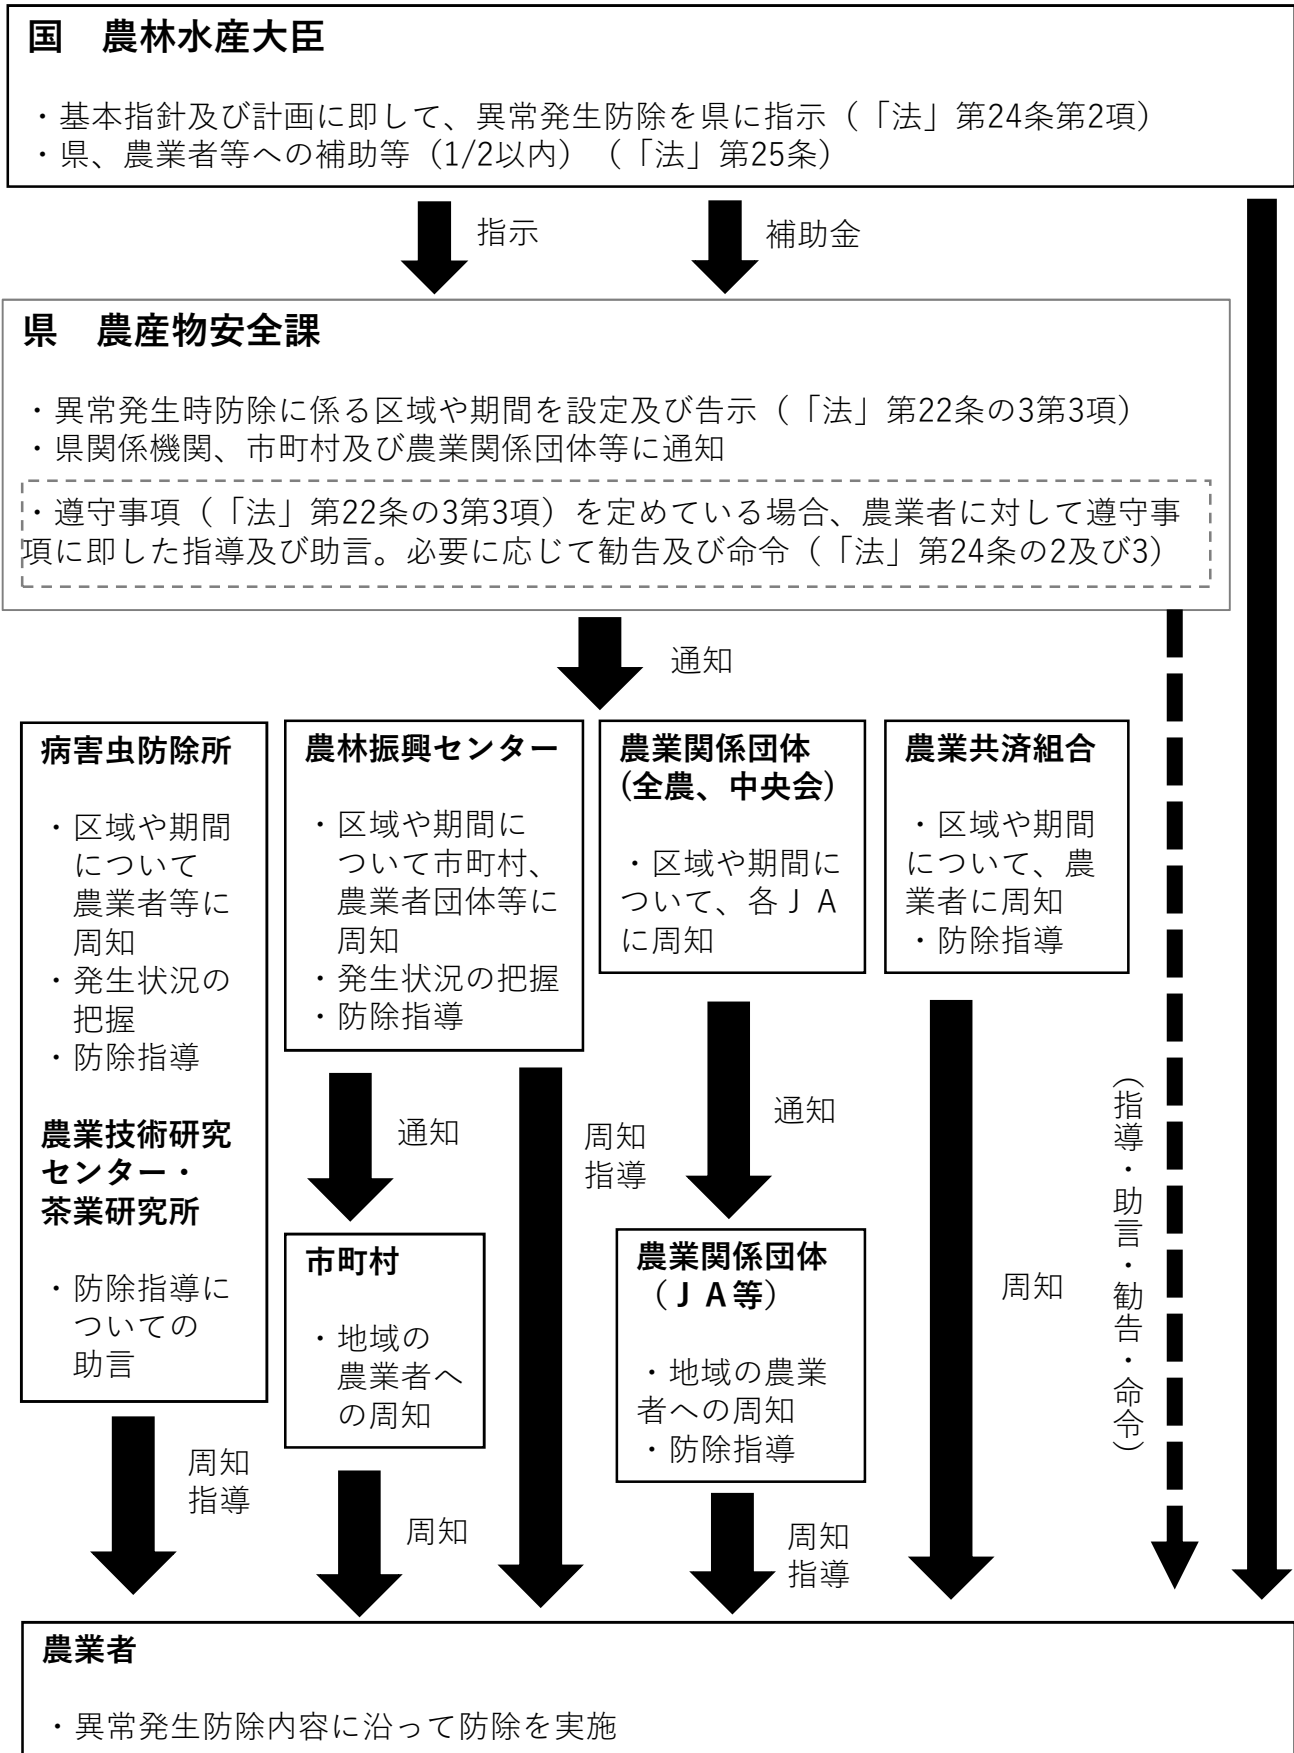 国　農林水産大臣
・基本指針及び計画に即して、異常発生防除を県に指示（「法」第24条第2項）
・県、農業者等への補助等（1/2以内）（「法」第25条）
指示
補助金
県　農産物安全課
・異常発生時防除に係る区域や期間を設定及び告示（「法」第22条の3第3項）
・県関係機関、市町村及び農業関係団体等に通知
・遵守事項（「法」第22条の3第3項）を定めている場合、農業者に対して遵守事
項に即した指導及び助言。必要に応じて勧告及び命令（「法」第24条の2及び3）
通知
病害虫防除所
・区域や期間
について
農業者等に
周知
・発生状況の
把握
・防除指導
農業技術研究
センター・
茶業研究所
・防除指導に
ついての
助言
農林振興センター
・区域や期間に
ついて市町村、
農業者団体等に
周知
・発生状況の把握
・防除指導
農業関係団体
(全農、中央会)
・区域や期間に
ついて、各ＪＡ
に周知
農業共済組合
・区域や期間
について、農
業者に周知
・防除指導
通知
周知
指導
通知
市町村
・地域の
農業者へ
の周知
農業関係団体
（ＪＡ等）
・地域の農業
者への周知
・防除指導
周知
（指導・助言・勧告・命令）
周知
指導
周知
周知
指導
農業者
・異常発生防除内容に沿って防除を実施